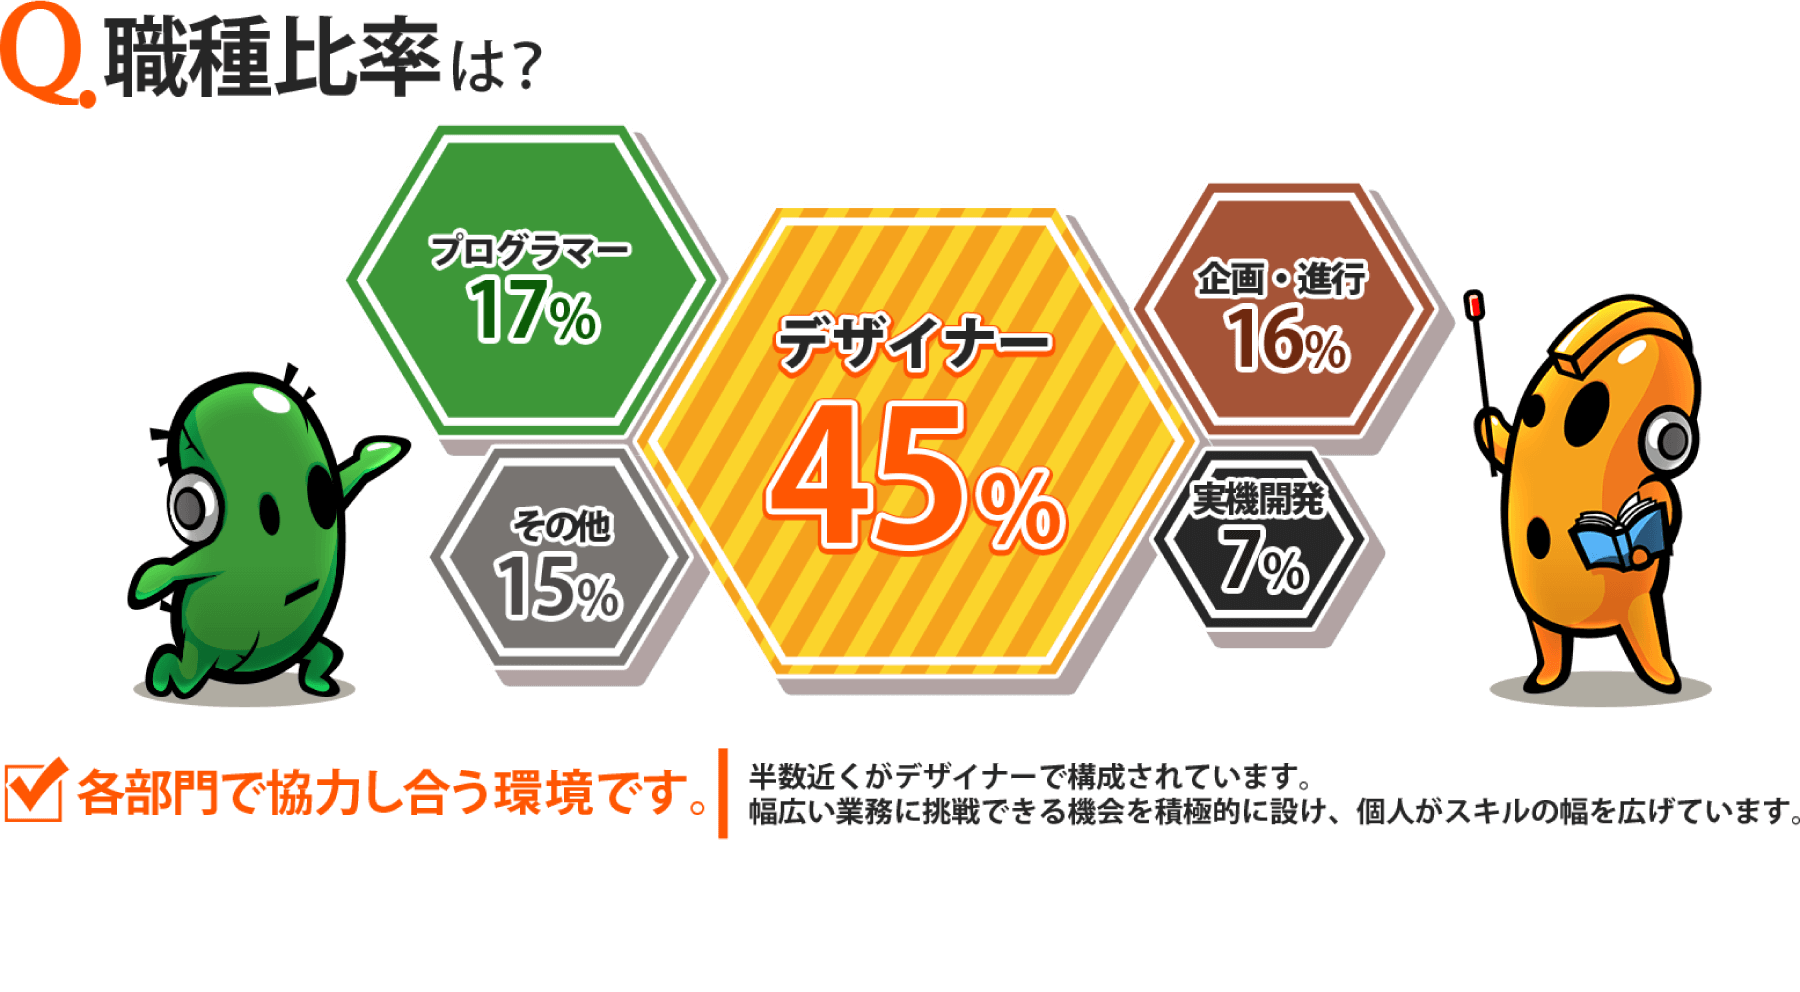 Q.職種比率は?
プログラマー
17%
デザイナー
45%
企画・進行
16%
その他
15%
実機開発
7%
各部門で協力し合う環境です。
半数近くがデザイナーで構成されています。
幅広い業務に挑戦できる機会を積極的に設け、個人がスキルの幅を広げています。